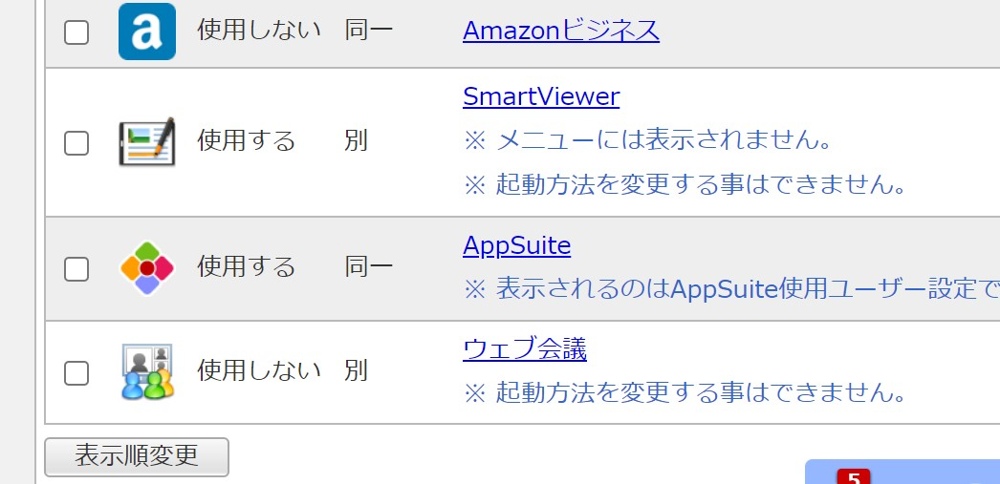 a 使用しない 同一 Amazonビジネス
SmartViewer
使用する 別 ※ メニューには表示されません。
※ 起動方法を変更する事はできません。
AppSuite
使用する 同一
※ 表示されるのはAppSuite使用ユーザー設定で
ウェブ会議
使用しない 別
※ 起動方法を変更する事はできません。
表示順変更
5